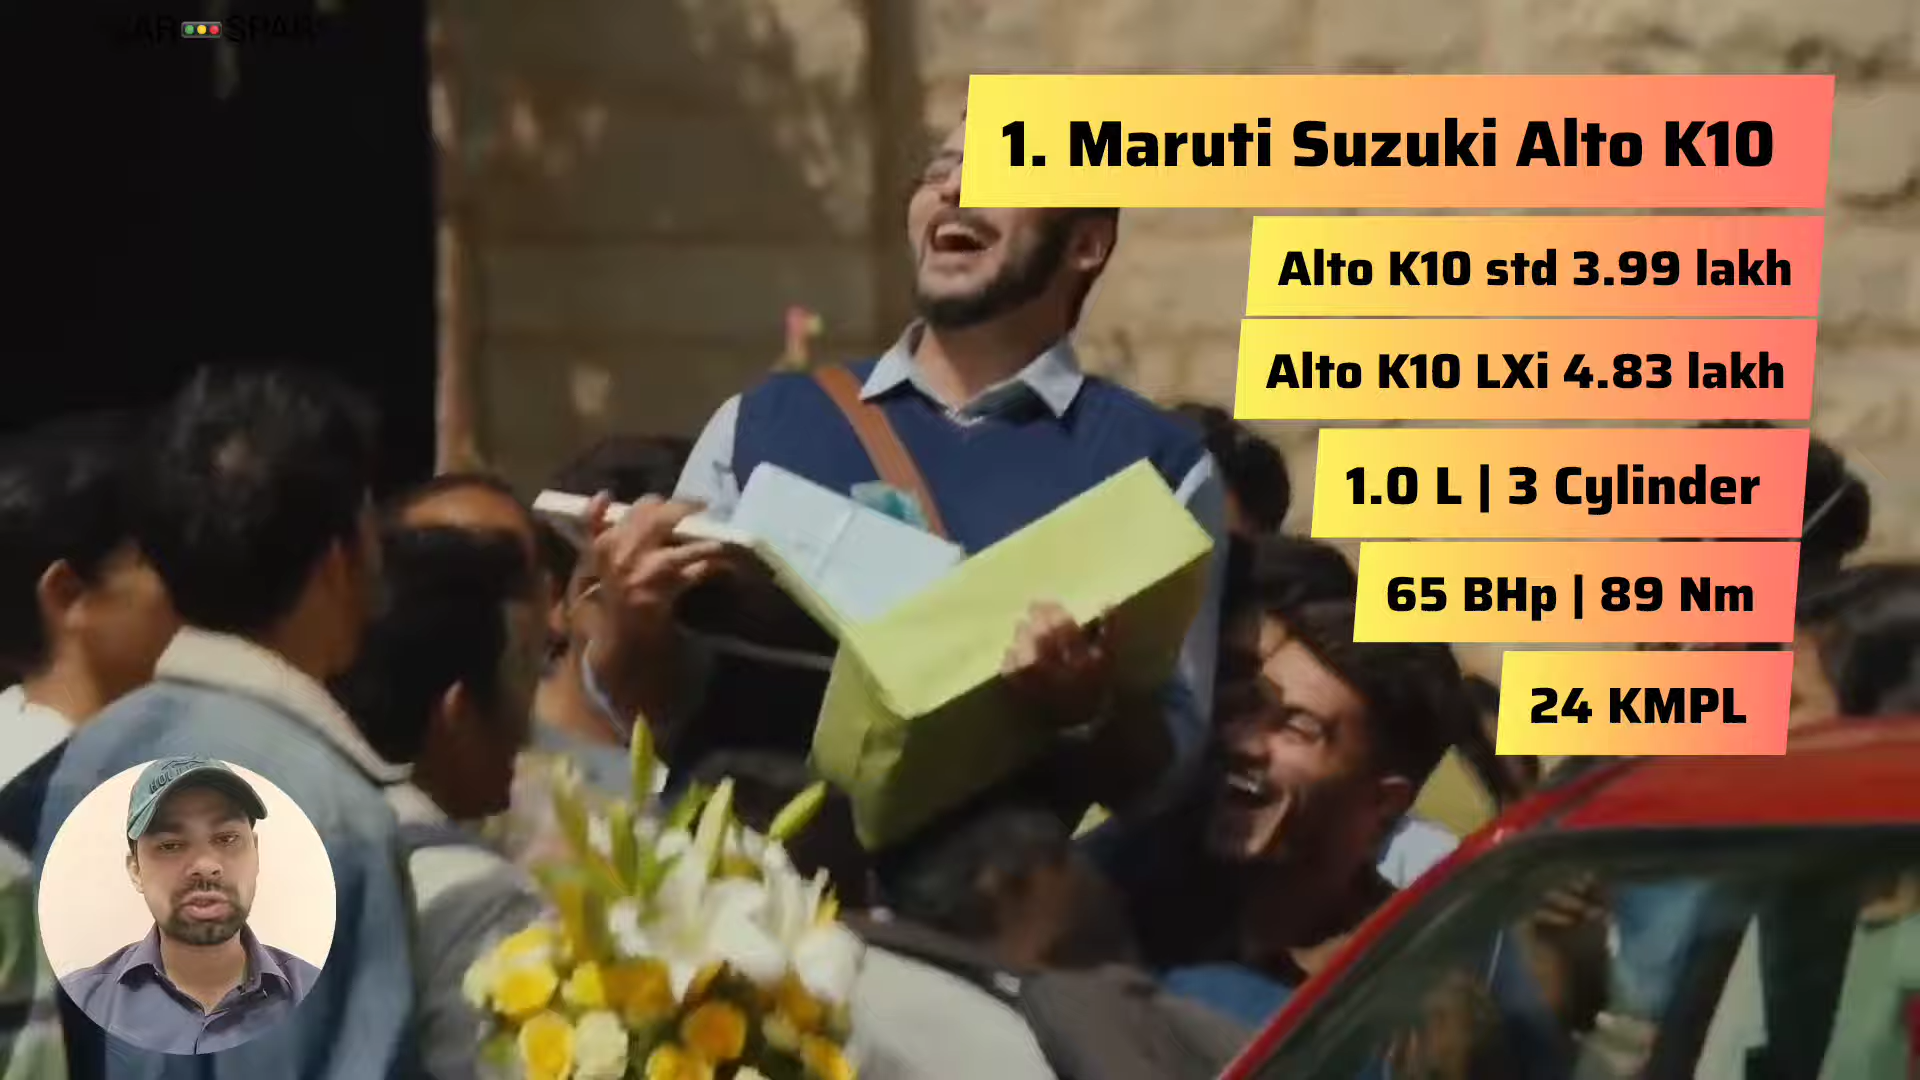 1. Maruti Suzuki Alto K10
Alto K10 std 3.99 lakh
Alto K10 LXi 4.83 lakh
1.0 L | 3 Cylinder
65 BHp | 89 Nm
24 KMPL